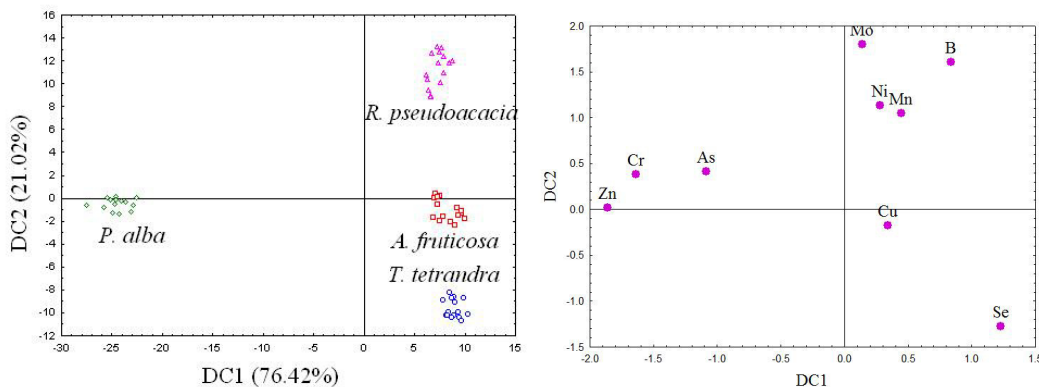 16
14
12
10
8
6
4
2
0
-2
-4
-6
-8
-10
-12
DC2 (21.02%)
R. pseudoacacia
P. alba
A. fruticosa
T. tetrandra
-30 -25 -20 -15 -10 -5 0 5 10 15
DC1 (76.42%)
2.0
1.5
1.0
0.5
0.0
-0.5
-1.0
-1.5
DC2
Mo
B
Ni
Mn
Cr
As
Zn
Cu
Se
-2.0 -1.5 -1.0 -0.5 0.0 0.5 1.0 1.5
DC1